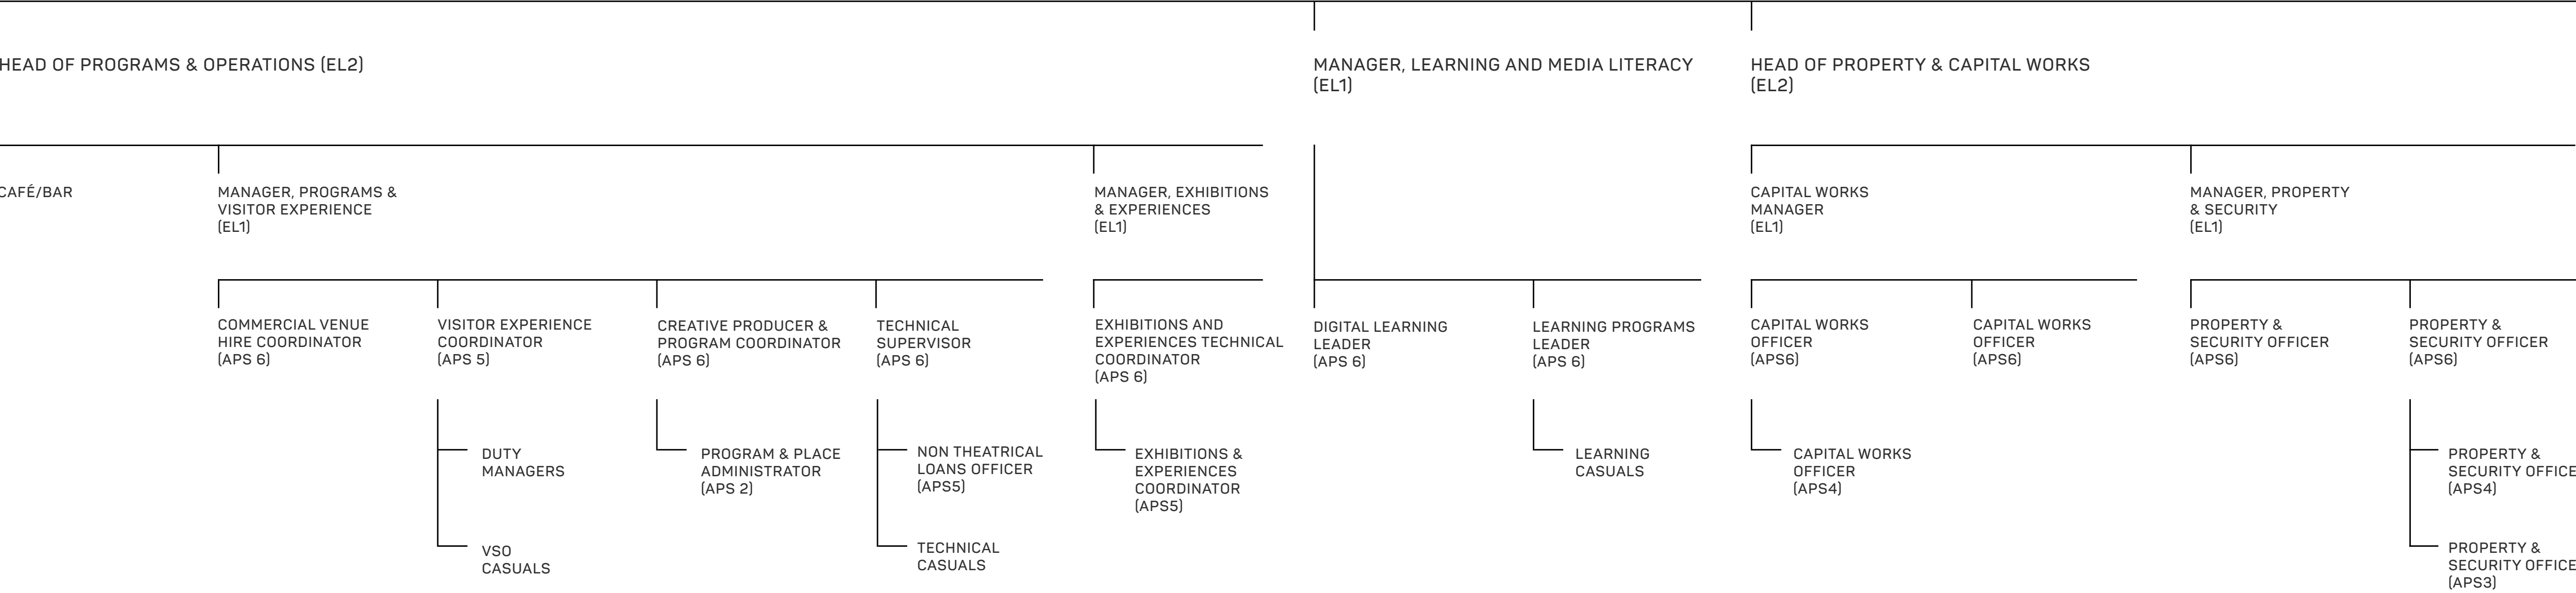 HEAD OF PROGRAMS & OPERATIONS (EL2)
MANAGER, LEARNING AND MEDIA LITERACY
(EL1)
HEAD OF PROPERTY & CAPITAL WORKS
(EL2)
CAFÉ/BAR
MANAGER, PROGRAMS &
VISITOR EXPERIENCE
(EL1)
MANAGER, EXHIBITIONS
& EXPERIENCES
(EL1)
CAPITAL WORKS
MANAGER
(EL1)
MANAGER, PROPERTY
& SECURITY
(EL1)
COMMERCIAL VENUE
HIRE COORDINATOR
(APS 6)
VISITOR EXPERIENCE
COORDINATOR
(APS 5)
CREATIVE PRODUCER &
PROGRAM COORDINATOR
(APS 6)
TECHNICAL
SUPERVISOR
(APS 6)
EXHIBITIONS AND
EXPERIENCES TECHNICAL
COORDINATOR
(APS 6)
DIGITAL LEARNING
LEADER
(APS 6)
LEARNING PROGRAMS
LEADER
(APS 6)
CAPITAL WORKS
OFFICER
(APS6)
CAPITAL WORKS
OFFICER
(APS6)
PROPERTY &
SECURITY OFFICER
(APS6)
PROPERTY &
SECURITY OFFICER
(APS6)
DUTY
MANAGERS
PROGRAM & PLACE
ADMINISTRATOR
(APS 2)
NON THEATRICAL
LOANS OFFICER
(APS5)
EXHIBITIONS &
EXPERIENCES
COORDINATOR
(APS5)
LEARNING
CASUALS
CAPITAL WORKS
OFFICER
(APS4)
PROPERTY &
SECURITY OFFICE
(APS4)
VSO
CASUALS
TECHNICAL
CASUALS
PROPERTY &
SECURITY OFFICE
(APS3)